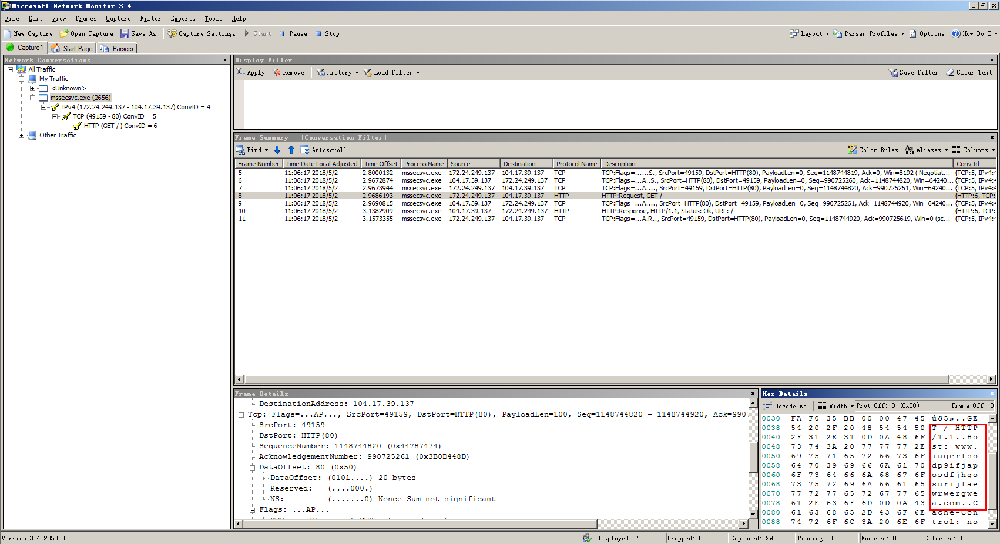 Microsoft Network Monitor 3.4
File Edit View Frames Capture Filter Experts Tools Help
New Capture Open Capture Save As Capture Settings Start Pause Stop Layout Parser Profiles Options How Do I
Capture1 Start Page Parsers
Network Conversations
All Traffic
My Traffic
<Unknown>
mssecsvc.exe (2656)
IPv4 (172.24.249.137 - 104.17.39.137) ConvID = 4
TCP (49159 - 80) ConvID = 5
HTTP (GET / ) ConvID = 6
Other Traffic
Display Filter
Apply Remove History Load Filter Save Filter Clear Text
Frame Summary - [Conversation Filter]
Find Autoscroll Color Rules Aliases Columns
Frame Number Time Date Local Adjusted Time Offset Process Name Source Destination Protocol Name Description Conv Id
5 11:06:17 2018/5/2 2.8000132 mssecsvc.exe 172.24.249.137 104.17.39.137 TCP TCP:Flags=......S., SrcPort=49159, DstPort=HTTP(80), PayloadLen=0, Seq=1148744819, Ack=0, Win=8192 ( Negotiat... {TCP:5, IPv4:4
6 11:06:17 2018/5/2 2.9672874 mssecsvc.exe 104.17.39.137 172.24.249.137 TCP TCP:Flags=...A..S., SrcPort=HTTP(80), DstPort=49159, PayloadLen=0, Seq=990725260, Ack=1148744820, Win=64240... {TCP:5, IPv4:4
7 11:06:17 2018/5/2 2.9673944 mssecsvc.exe 172.24.249.137 104.17.39.137 TCP TCP:Flags=...A...., SrcPort=49159, DstPort=HTTP(80), PayloadLen=0, Seq=1148744820, Ack=990725261, Win=64240... {TCP:5, IPv4:4
8 11:06:17 2018/5/2 2.9686193 mssecsvc.exe 172.24.249.137 104.17.39.137 HTTP HTTP:Request, GET / {HTTP:6, TCP:
9 11:06:17 2018/5/2 2.9690815 mssecsvc.exe 104.17.39.137 172.24.249.137 TCP TCP:Flags=...A...., SrcPort=HTTP(80), DstPort=49159, PayloadLen=0, Seq=990725261, Ack=1148744920, Win=64240... {TCP:5, IPv4:4
10 11:06:17 2018/5/2 3.1382909 mssecsvc.exe 104.17.39.137 172.24.249.137 HTTP HTTP:Response, HTTP/1.1, Status: Ok, URL: / {HTTP:6, TCP:
11 11:06:17 2018/5/2 3.1573355 mssecsvc.exe 172.24.249.137 104.17.39.137 TCP TCP:Flags=...A.R.., SrcPort=49159, DstPort=HTTP(80), PayloadLen=0, Seq=1148744920, Ack=990725619, Win=0 (sc... {TCP:5, IPv4:4
Frame Details
DestinationAddress: 104.17.39.137
Tcp: Flags=...AP..., SrcPort=49159, DstPort=HTTP(80), PayloadLen=100, Seq=1148744820 - 1148744920, Ack=9907
SrcPort: 49159
DstPort: HTTP(80)
SequenceNumber: 1148744820 (0x44787474)
AcknowledgementNumber: 990725261 (0x3B0D448D)
DataOffset: 80 (0x50)
DataOffset: (0101....) 20 bytes
Reserved: (....000.)
NS: (.......0) Nonce Sum not significant
Flags: ...AP...
Hex Details
Decode As Width Prot Off: 0 (0x00) Frame Off: 0
0030 FA F0 35 BB 00 00 47 45 úð5»..GE
0038 54 20 2F 20 48 54 54 50 T / HTTP
0040 2F 31 2E 31 0D 0A 48 6F /1.1..Ho
0048 73 74 3A 20 77 77 77 2E st: www.
0050 69 75 71 65 72 66 73 6F iuqerfso
0058 64 70 39 69 66 6A 61 70 dp9ifjap
0060 6F 73 64 66 6A 68 67 6F osdfjhgo
0068 73 75 72 69 6A 66 61 65 surijfae
0070 77 72 77 65 72 67 77 65 wrwergwe
0078 61 2E 63 6F 6D 0D 0A 43 a.com..C
0080 61 63 68 65 2D 43 6F 6E ache-Con
0088 74 72 6F 6C 3A 20 6E 6F trol: no
Version 3.4.2350.0 Displayed: 7 Dropped: 0 Captured: 29 Pending: 0 Focused: 8 Selected: 1